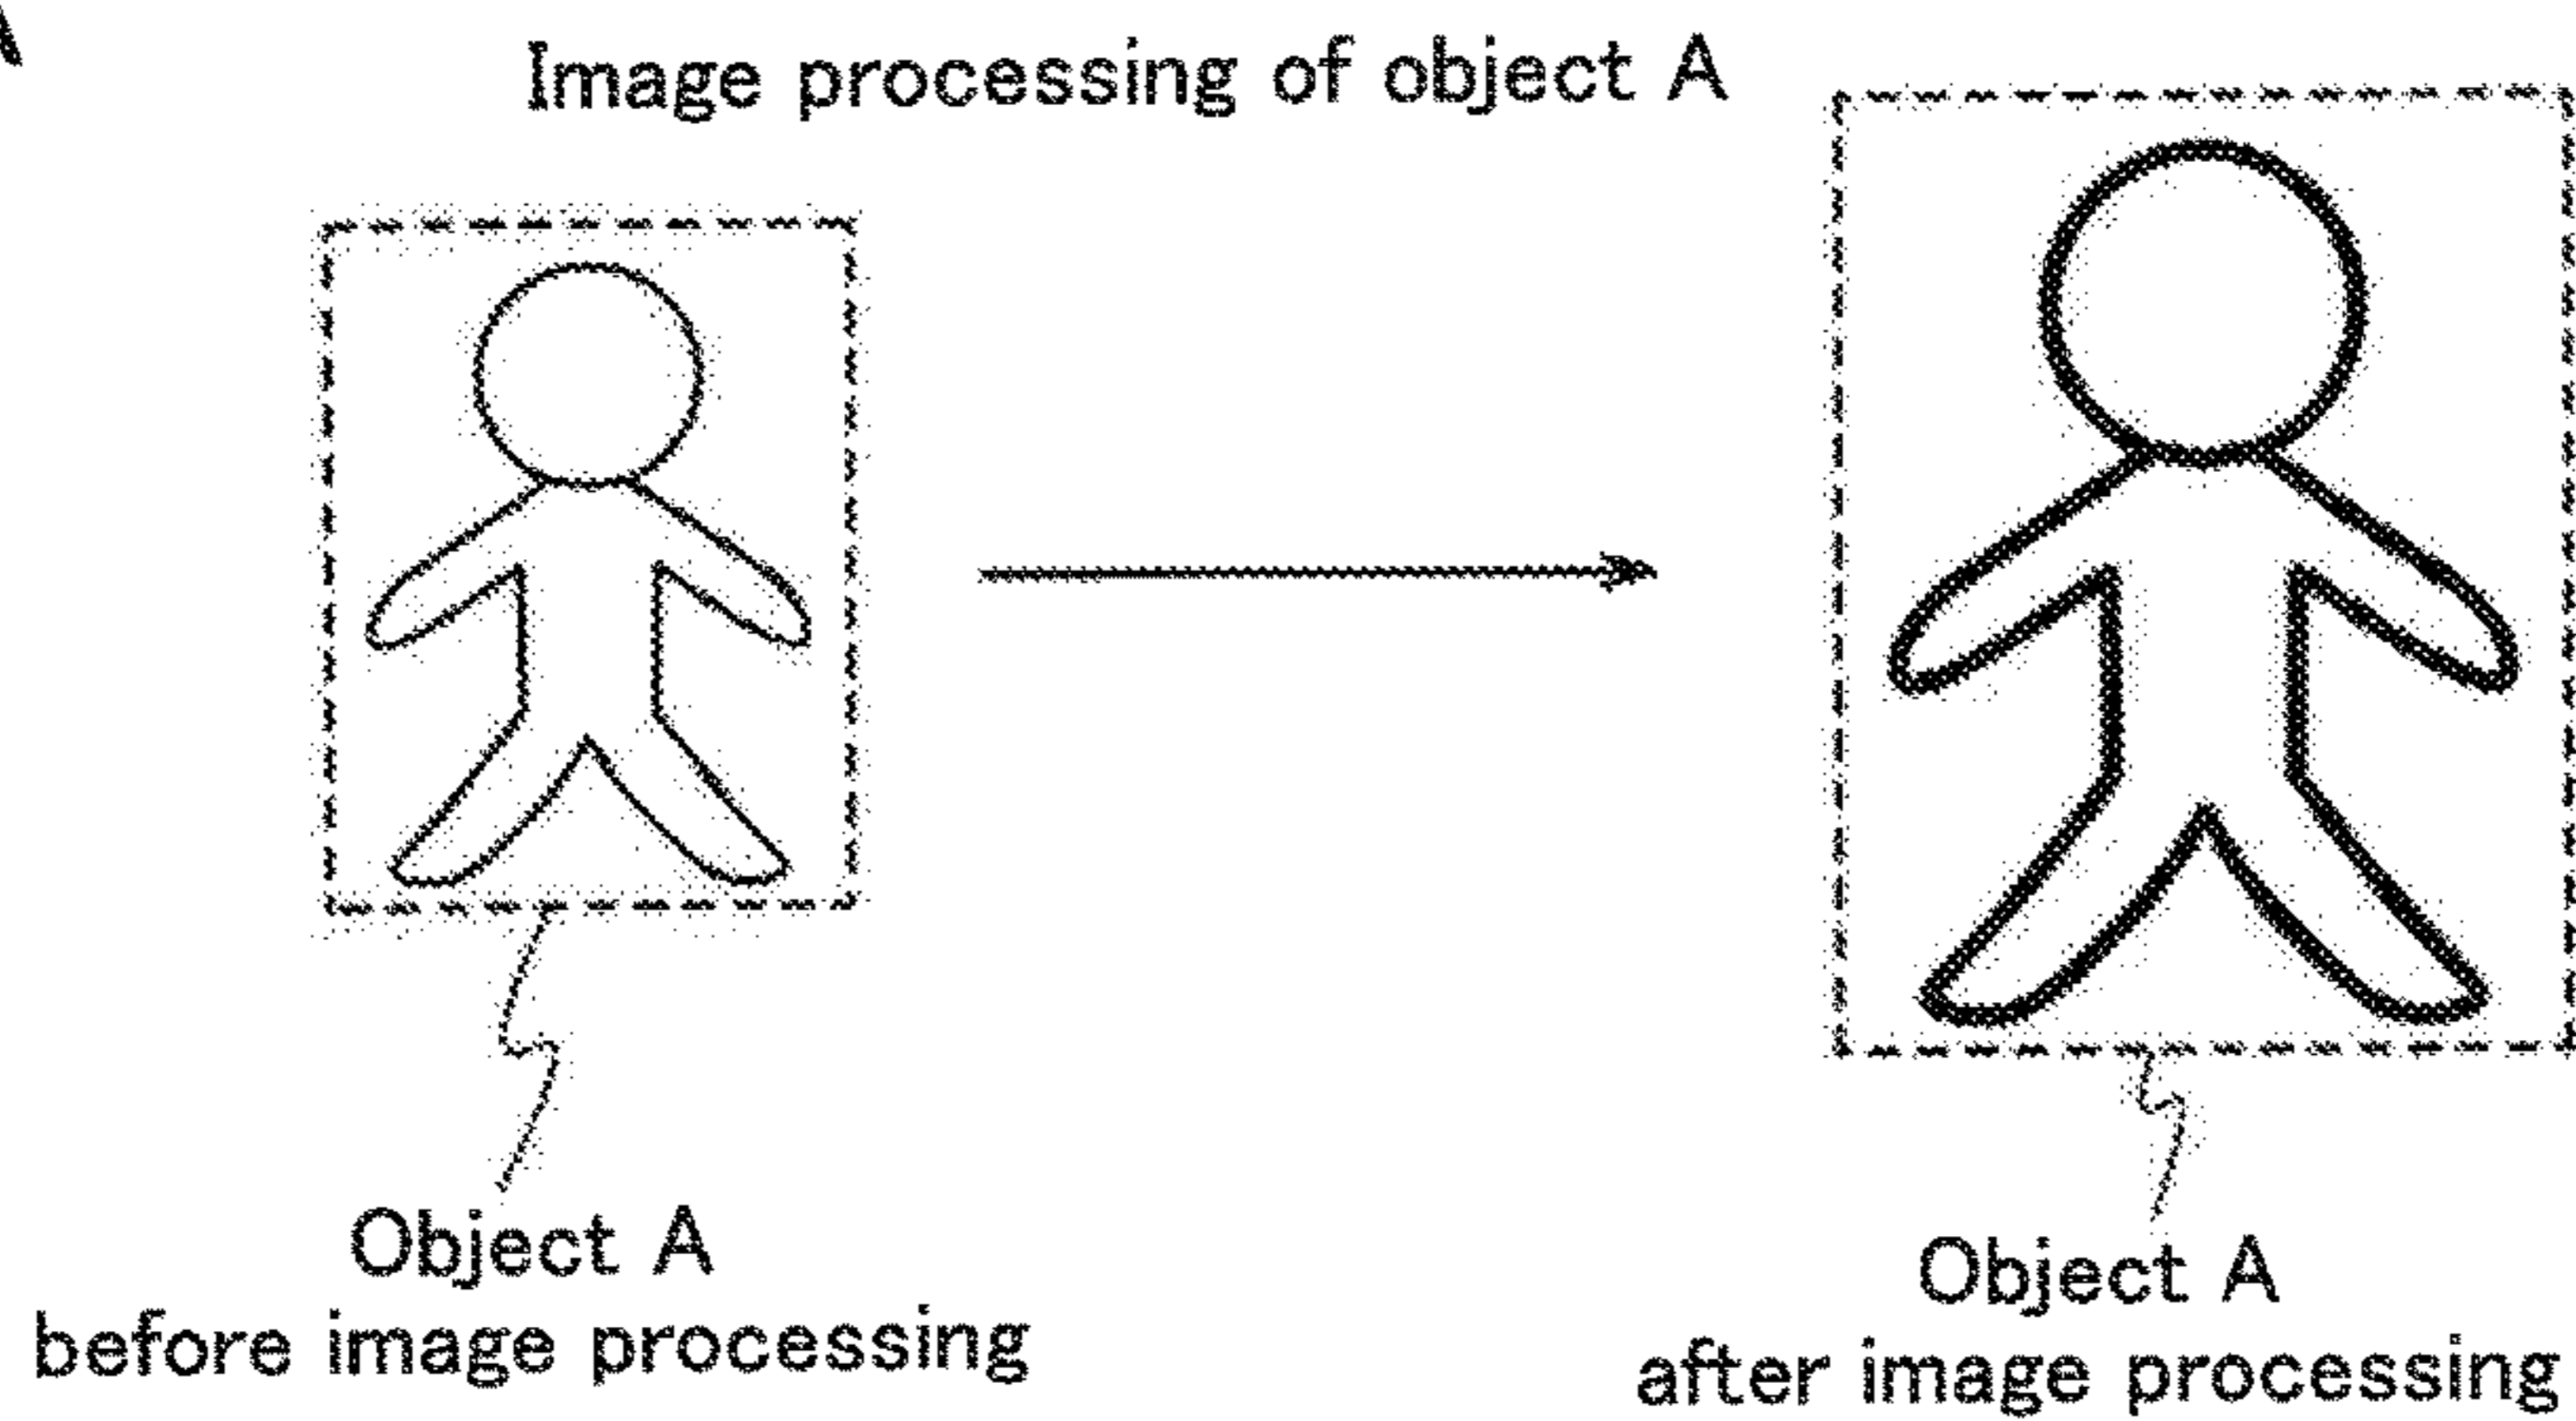 Image processing of object A
Object A
before image processing
Object A
after image processing